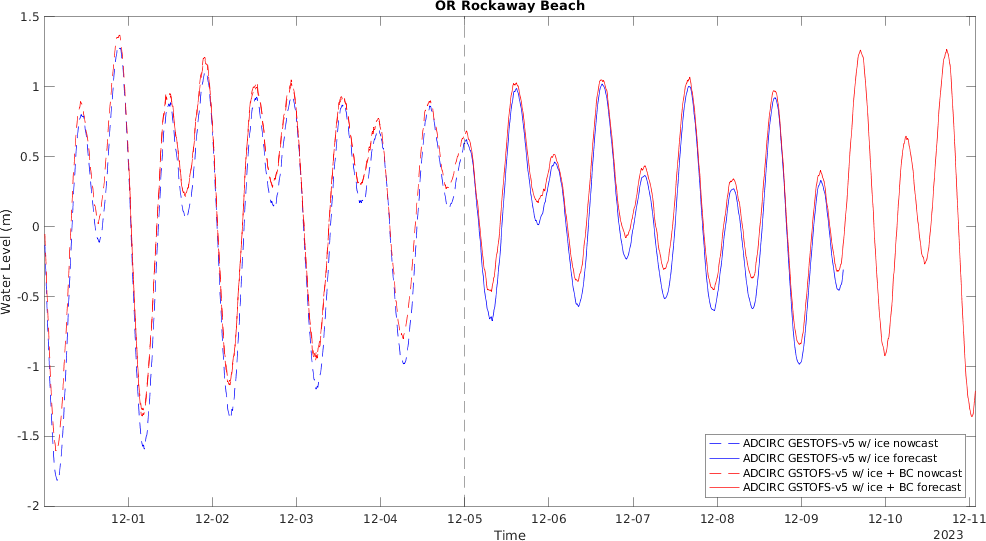 OR Rockaway Beach
Water Level (m)
1.5
1
0.5
0
-0.5
-1
-1.5
-2
ADCIRC GESTOFS-v5 w/ ice nowcast
ADCIRC GESTOFS-v5 w/ ice forecast
ADCIRC GSTOFS-v5 w/ ice + BC nowcast
ADCIRC GSTOFS-v5 w/ ice + BC forecast
12-01 12-02 12-03 12-04 12-05 12-06 12-07 12-08 12-09 12-10 12-11
Time
2023